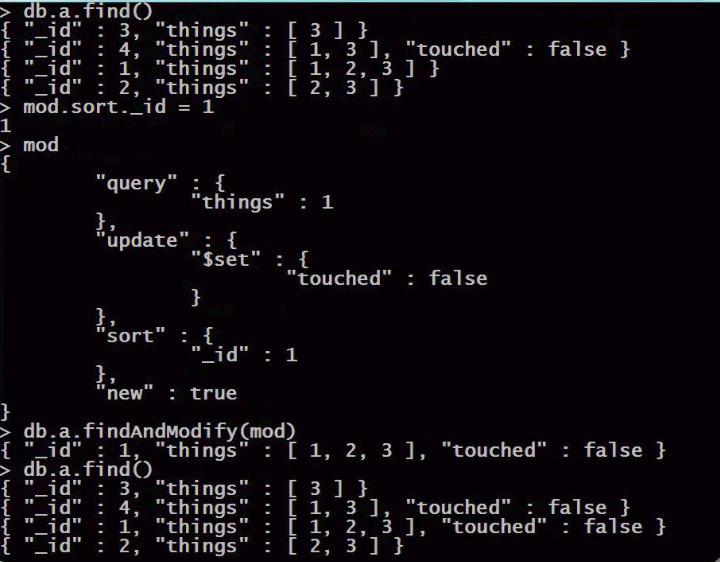 > db.a.find()
{ "_id" : 3, "things" : [ 3 ] }
{ "_id" : 4, "things" : [ 1, 3 ], "touched" : false }
{ "_id" : 1, "things" : [ 1, 2, 3 ] }
{ "_id" : 2, "things" : [ 2, 3 ] }
> mod.sort._id = 1
1
> mod
{
        "query" : {
                "things" : 1
        },
        "update" : {
                "$set" : {
                        "touched" : false
                }
        },
        "sort" : {
                "_id" : 1
        },
        "new" : true
}
> db.a.findAndModify(mod)
{ "_id" : 1, "things" : [ 1, 2, 3 ], "touched" : false }
> db.a.find()
{ "_id" : 3, "things" : [ 3 ] }
{ "_id" : 4, "things" : [ 1, 3 ], "touched" : false }
{ "_id" : 1, "things" : [ 1, 2, 3 ], "touched" : false }
{ "_id" : 2, "things" : [ 2, 3 ] }